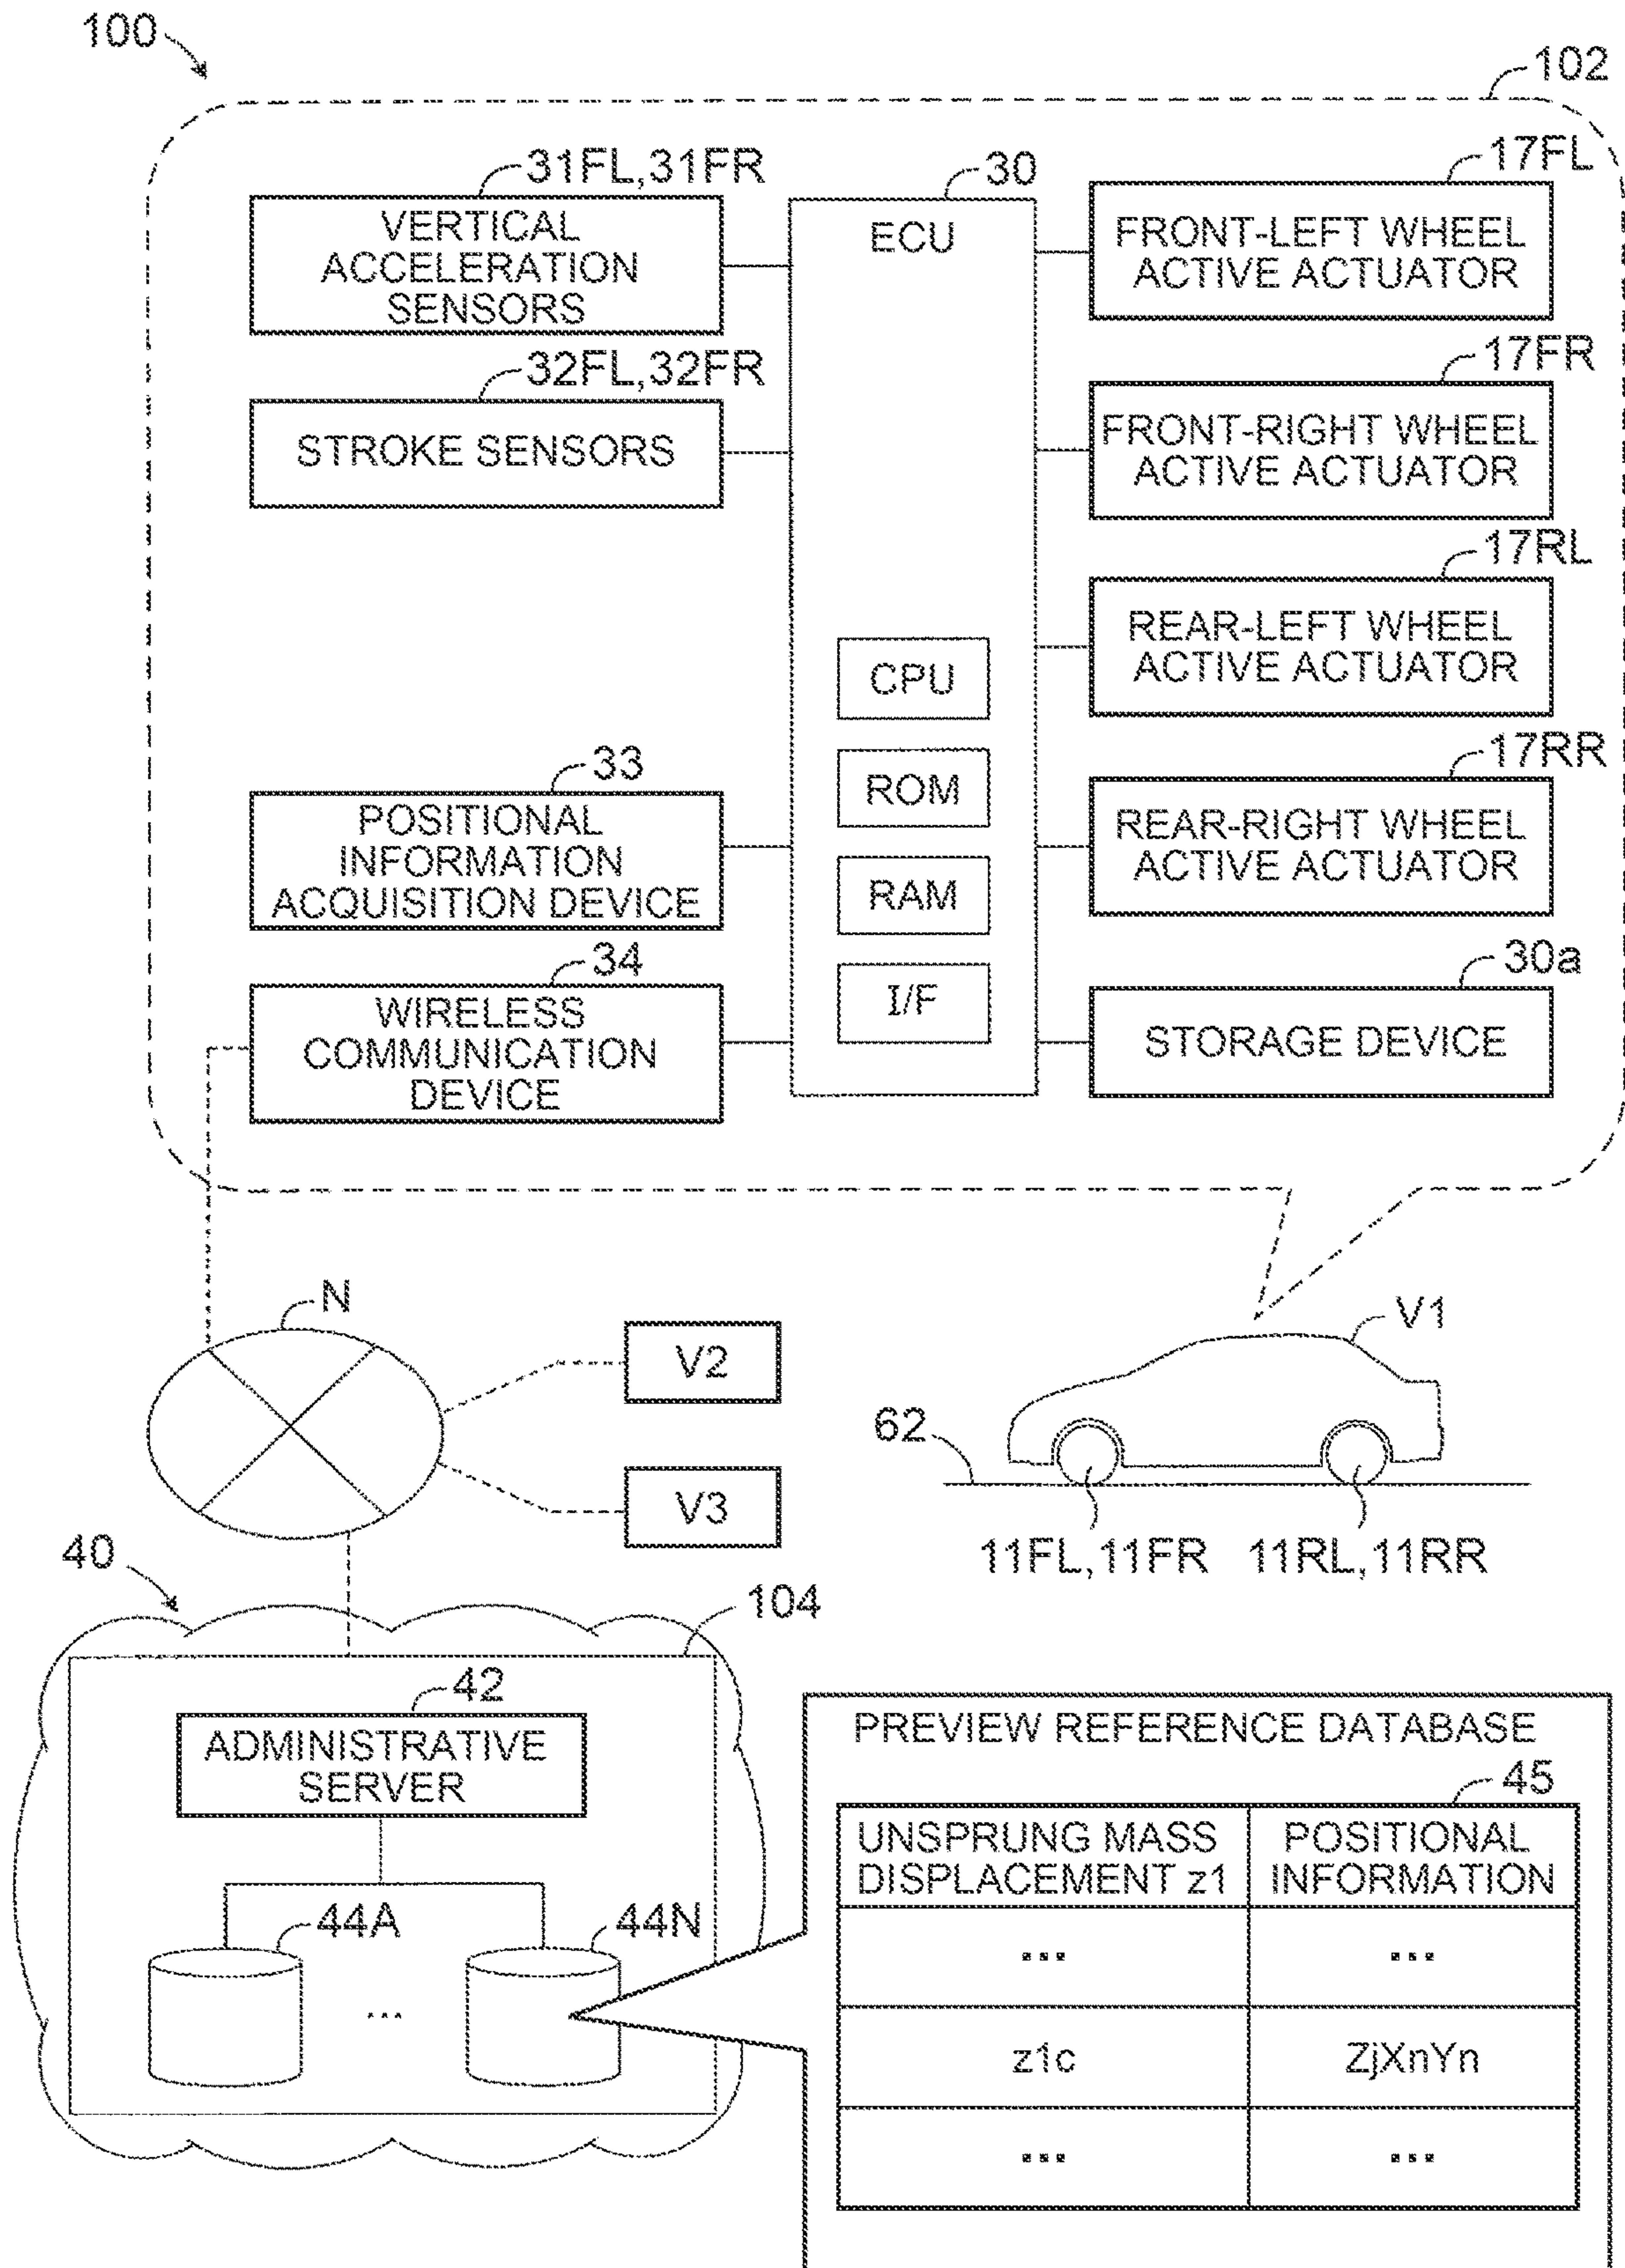 100
102
31FL,31FR
VERTICAL
ACCELERATION
SENSORS
32FL,32FR
STROKE SENSORS
33
POSITIONAL
INFORMATION
ACQUISITION DEVICE
34
WIRELESS
COMMUNICATION
DEVICE
30
ECU
CPU
ROM
RAM
I/F
17FL
FRONT-LEFT WHEEL
ACTIVE ACTUATOR
17FR
FRONT-RIGHT WHEEL
ACTIVE ACTUATOR
17RL
REAR-LEFT WHEEL
ACTIVE ACTUATOR
17RR
REAR-RIGHT WHEEL
ACTIVE ACTUATOR
30a
STORAGE DEVICE
N
V2
V3
V1
62
11FL,11FR 11RL,11RR
40
104
42
ADMINISTRATIVE
SERVER
44A
...
44N
PREVIEW REFERENCE DATABASE
45
UNSPRUNG MASS
DISPLACEMENT z1
POSITIONAL
INFORMATION
... ...
z1c ZjXnYn
... ...